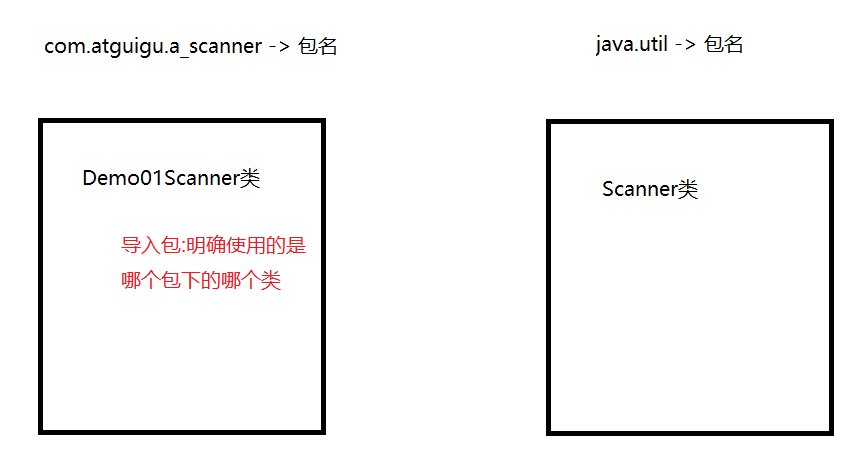 com.atguigu.a_scanner -> 包名
java.util -> 包名
Demo01Scanner类
导入包:明确使用的是
哪个包下的哪个类
Scanner类